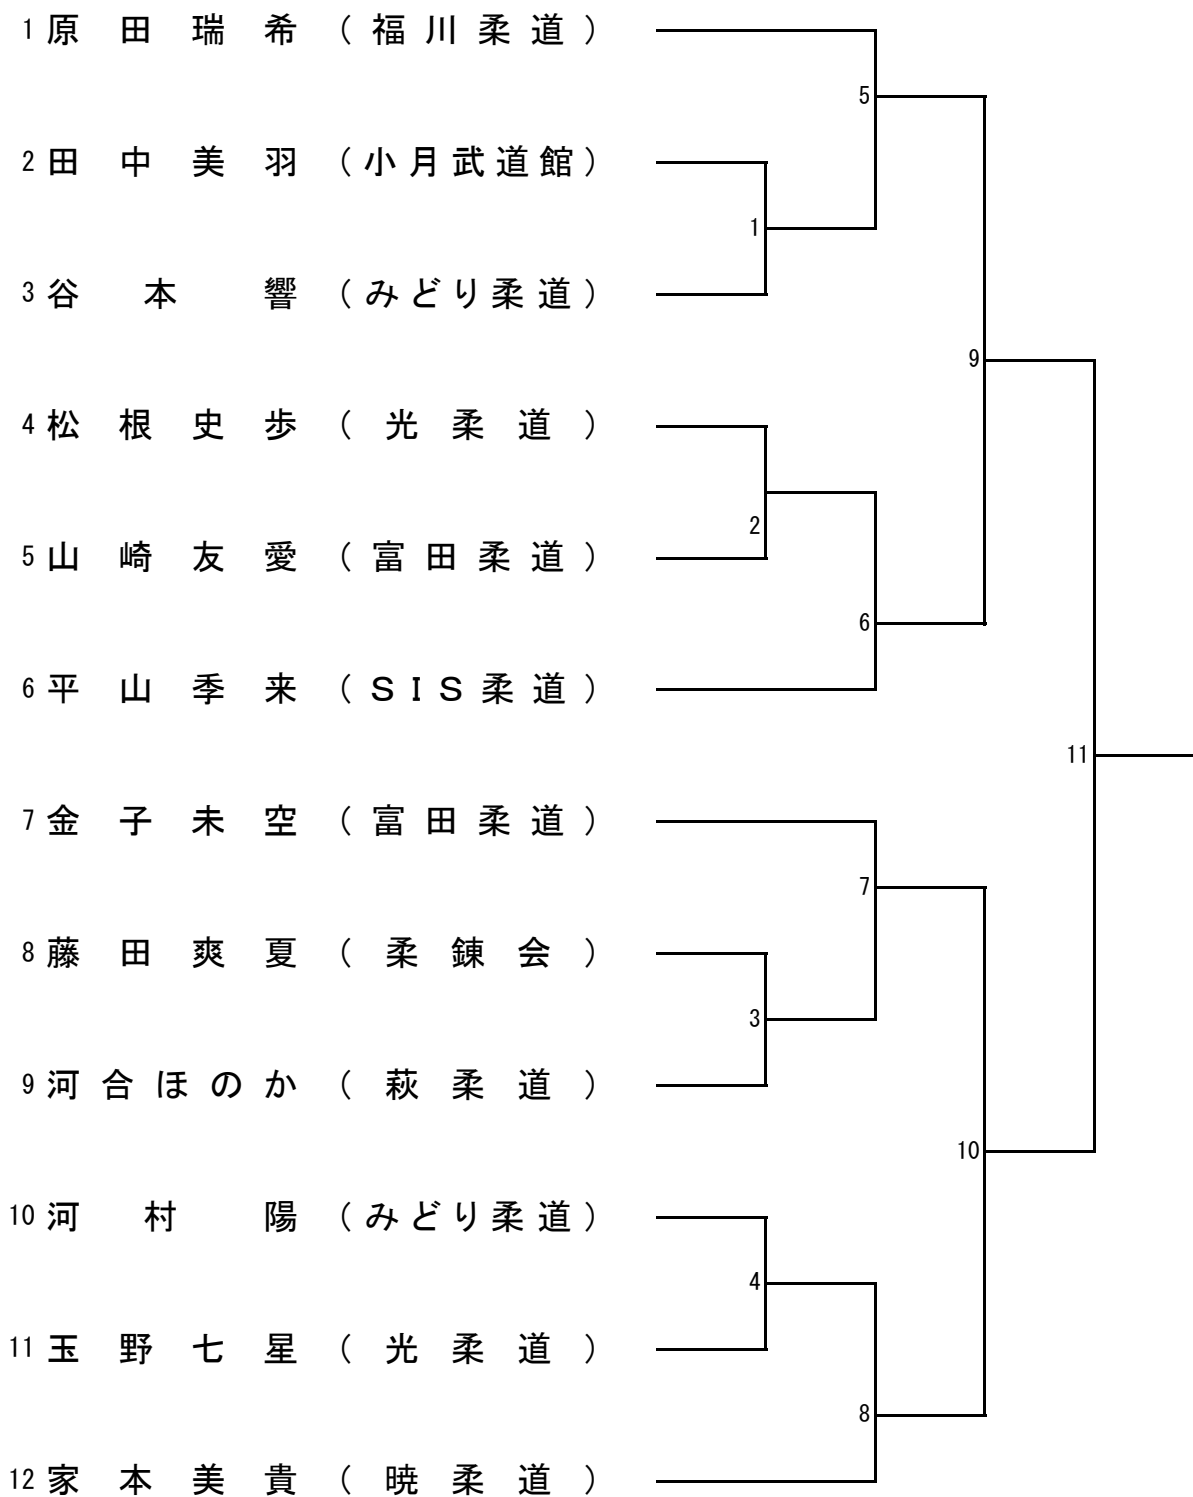 1 原田瑞希 (福川柔道)
5
2 田中美羽 (小月武道館)
1
3 谷本響 (みどり柔道)
9
4 松根史歩 (光柔道)
2
5 山崎友愛 (富田柔道)
6
6 平山季来 (SIS柔道)
11
7 金子未空 (富田柔道)
7
8 藤田爽夏 (柔錬会)
3
9 河合ほのか (萩柔道)
10
10 河村陽 (みどり柔道)
4
11 玉野七星 (光柔道)
8
12 家本美貴 (暁柔道)